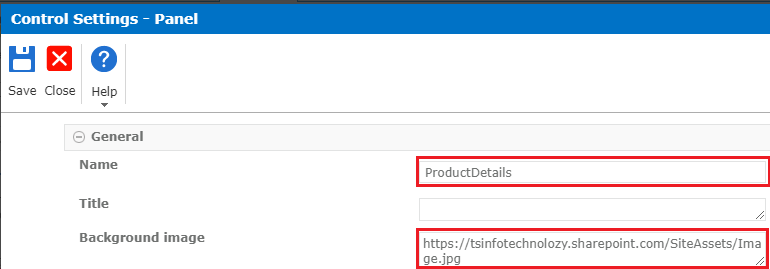 Control Settings - Panel
Save Close Help
General
Name ProductDetails
Title
Background image https://tsinfotechnolozy.sharepoint.com/SiteAssets/Ima
ge.jpg